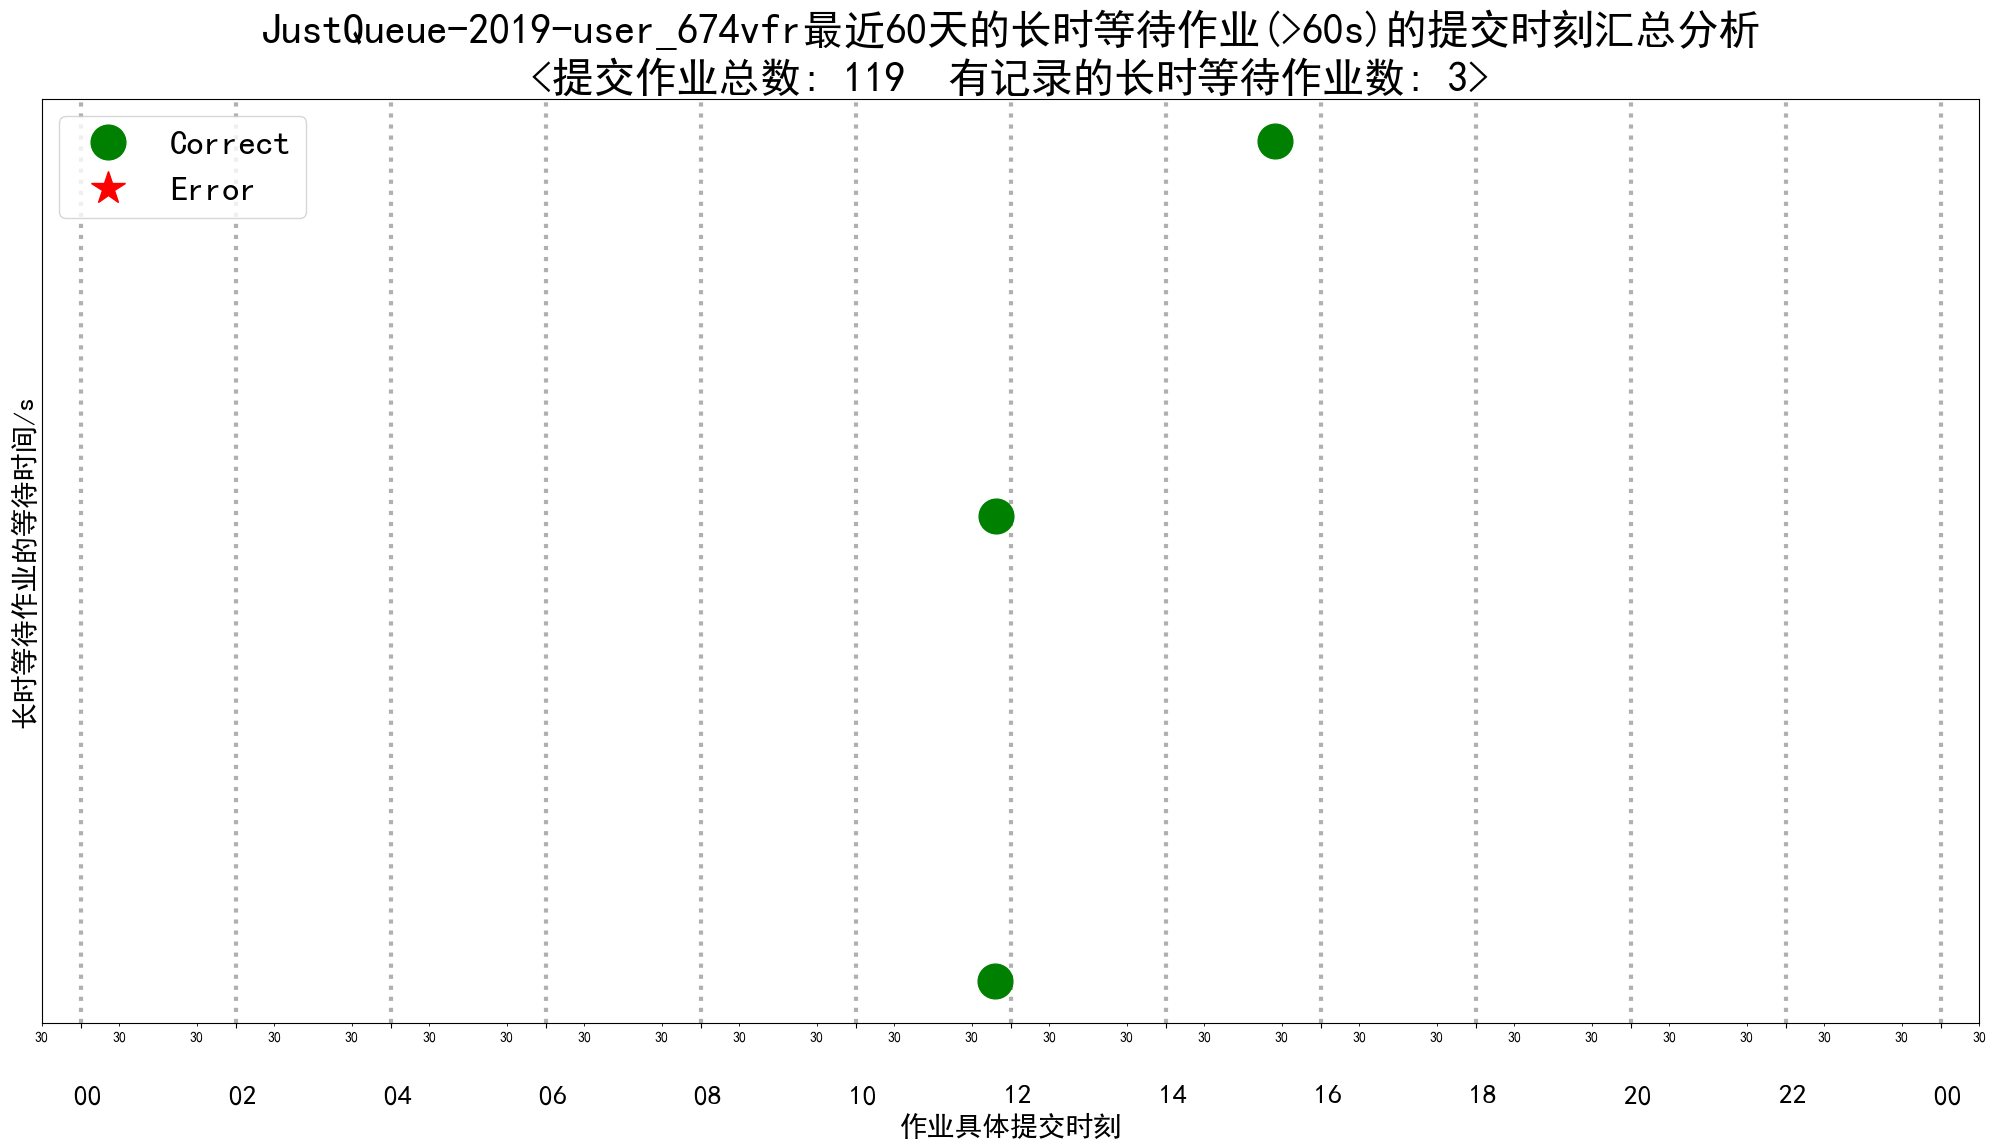 JustQueue-2019-user_674vfr最近60天的长时等待作业(>60s)的提交时刻汇总分析
<提交作业总数: 119  有记录的长时等待作业数: 3>
Correct
Error
长时等待作业的等待时间/s
30 30 30 30 30 30 30 30 30 30 30 30 30 30 30 30 30 30 30 30 30 30 30 30 30 30
00 02 04 06 08 10 12 14 16 18 20 22 00
作业具体提交时刻